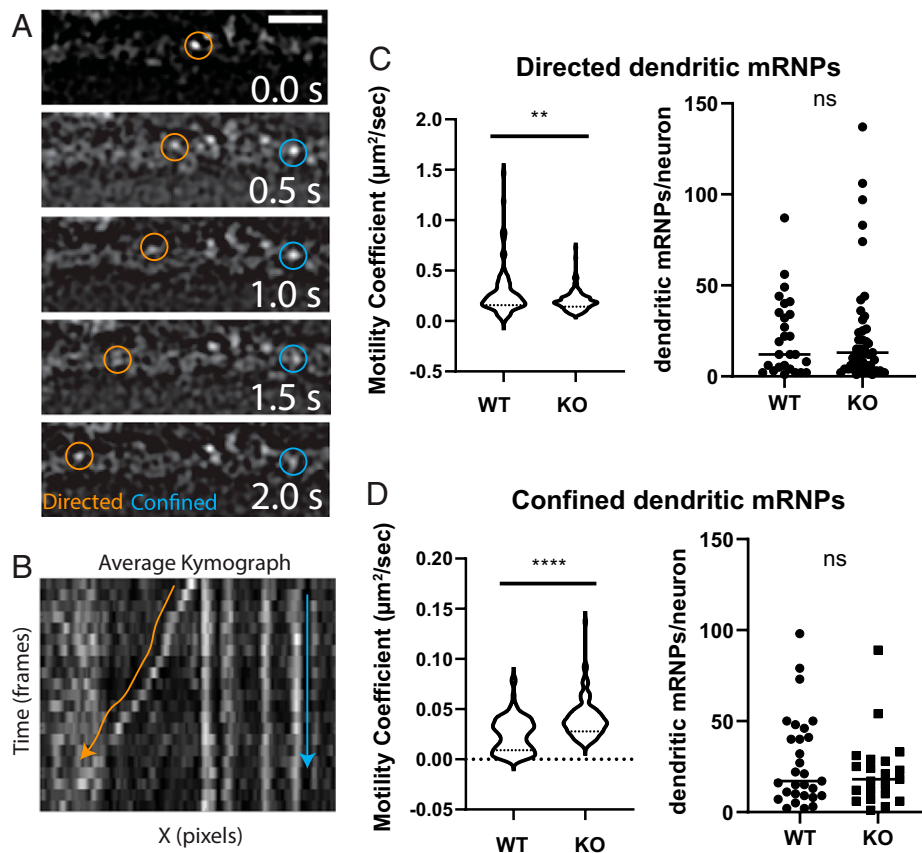 A
0.0 s
0.5 s
1.0 s
1.5 s
Directed Confined 2.0 s
B
Average Kymograph
Time (frames)
X (pixels)
C
Directed dendritic mRNPs
Motility Coefficient (µm²/sec)
2.0
1.5
1.0
0.5
0.0
-0.5
**
WT KO
dendritic mRNPs/neuron
150
100
50
0
ns
WT KO
D
Confined dendritic mRNPs
Motility Coefficient (µm²/sec)
0.20
0.15
0.10
0.05
0.00
-0.05
****
WT KO
dendritic mRNPs/neuron
150
100
50
0
ns
WT KO